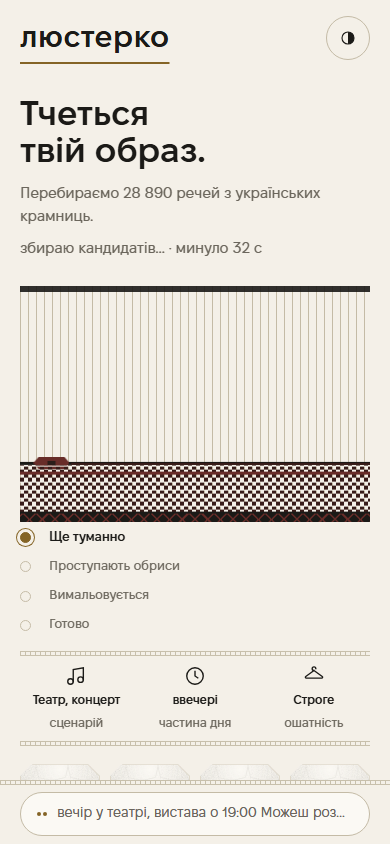 люстерко
Тчеться
твій образ.
Перебираємо 28 890 речей з українських
крамниць.
збираю кандидатів... · минуло 32 с
Ще туманно
Проступають обриси
Вимальовується
Готово
Театр, концерт
ввечері
Строге
сценарій
частина дня
ошатність
вечір у театрі, вистава о 19:00 Можеш роз...